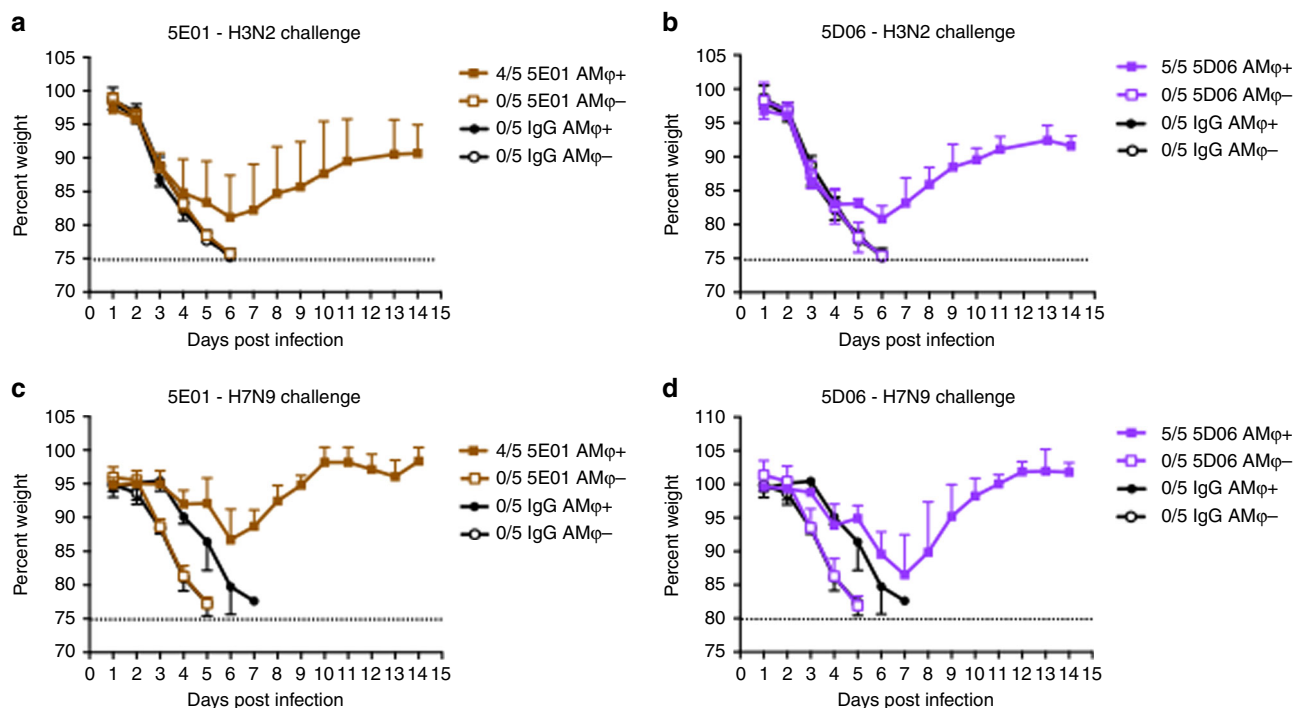 a
5E01 - H3N2 challenge
105
100
95
90
85
80
75
70
Percent weight
0 1 2 3 4 5 6 7 8 9 10 11 12 13 14 15
Days post infection
4/5 5E01 AMφ+
0/5 5E01 AMφ−
0/5 IgG AMφ+
0/5 IgG AMφ−
b
5D06 - H3N2 challenge
105
100
95
90
85
80
75
70
Percent weight
0 1 2 3 4 5 6 7 8 9 10 11 12 13 14 15
Days post infection
5/5 5D06 AMφ+
0/5 5D06 AMφ−
0/5 IgG AMφ+
0/5 IgG AMφ−
c
5E01 - H7N9 challenge
105
100
95
90
85
80
75
70
Percent weight
0 1 2 3 4 5 6 7 8 9 10 11 12 13 14 15
Days post infection
4/5 5E01 AMφ+
0/5 5E01 AMφ−
0/5 IgG AMφ+
0/5 IgG AMφ−
d
5D06 - H7N9 challenge
110
105
100
95
90
85
80
75
Percent weight
0 1 2 3 4 5 6 7 8 9 10 11 12 13 14 15
Days post infection
5/5 5D06 AMφ+
0/5 5D06 AMφ−
0/5 IgG AMφ+
0/5 IgG AMφ−